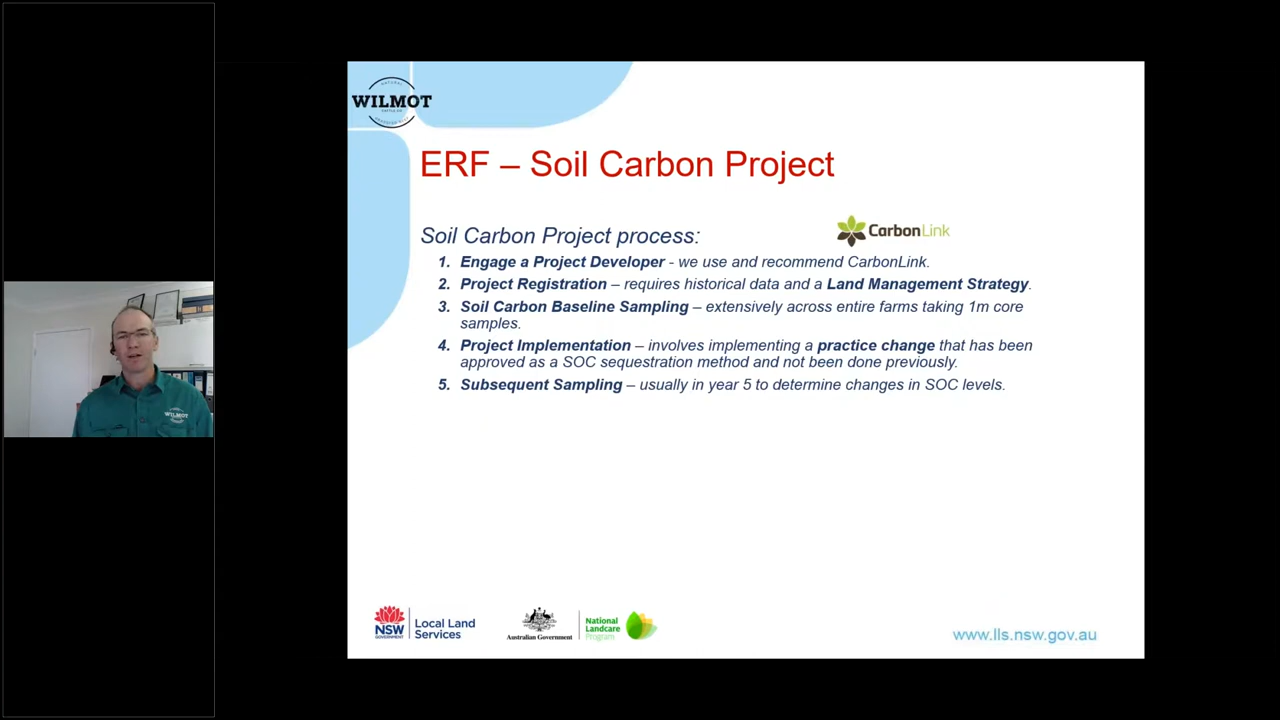 WILMOT
ERF – Soil Carbon Project
Soil Carbon Project process:
CarbonLink
1. Engage a Project Developer - we use and recommend CarbonLink.
2. Project Registration – requires historical data and a Land Management Strategy.
3. Soil Carbon Baseline Sampling – extensively across entire farms taking 1m core
samples.
4. Project Implementation – involves implementing a practice change that has been
approved as a SOC sequestration method and not been done previously.
5. Subsequent Sampling – usually in year 5 to determine changes in SOC levels.
WILMOT
NSW
GOVERNMENT
Local Land
Services
Australian Government
National
Landcare
Program
www.lls.nsw.gov.au